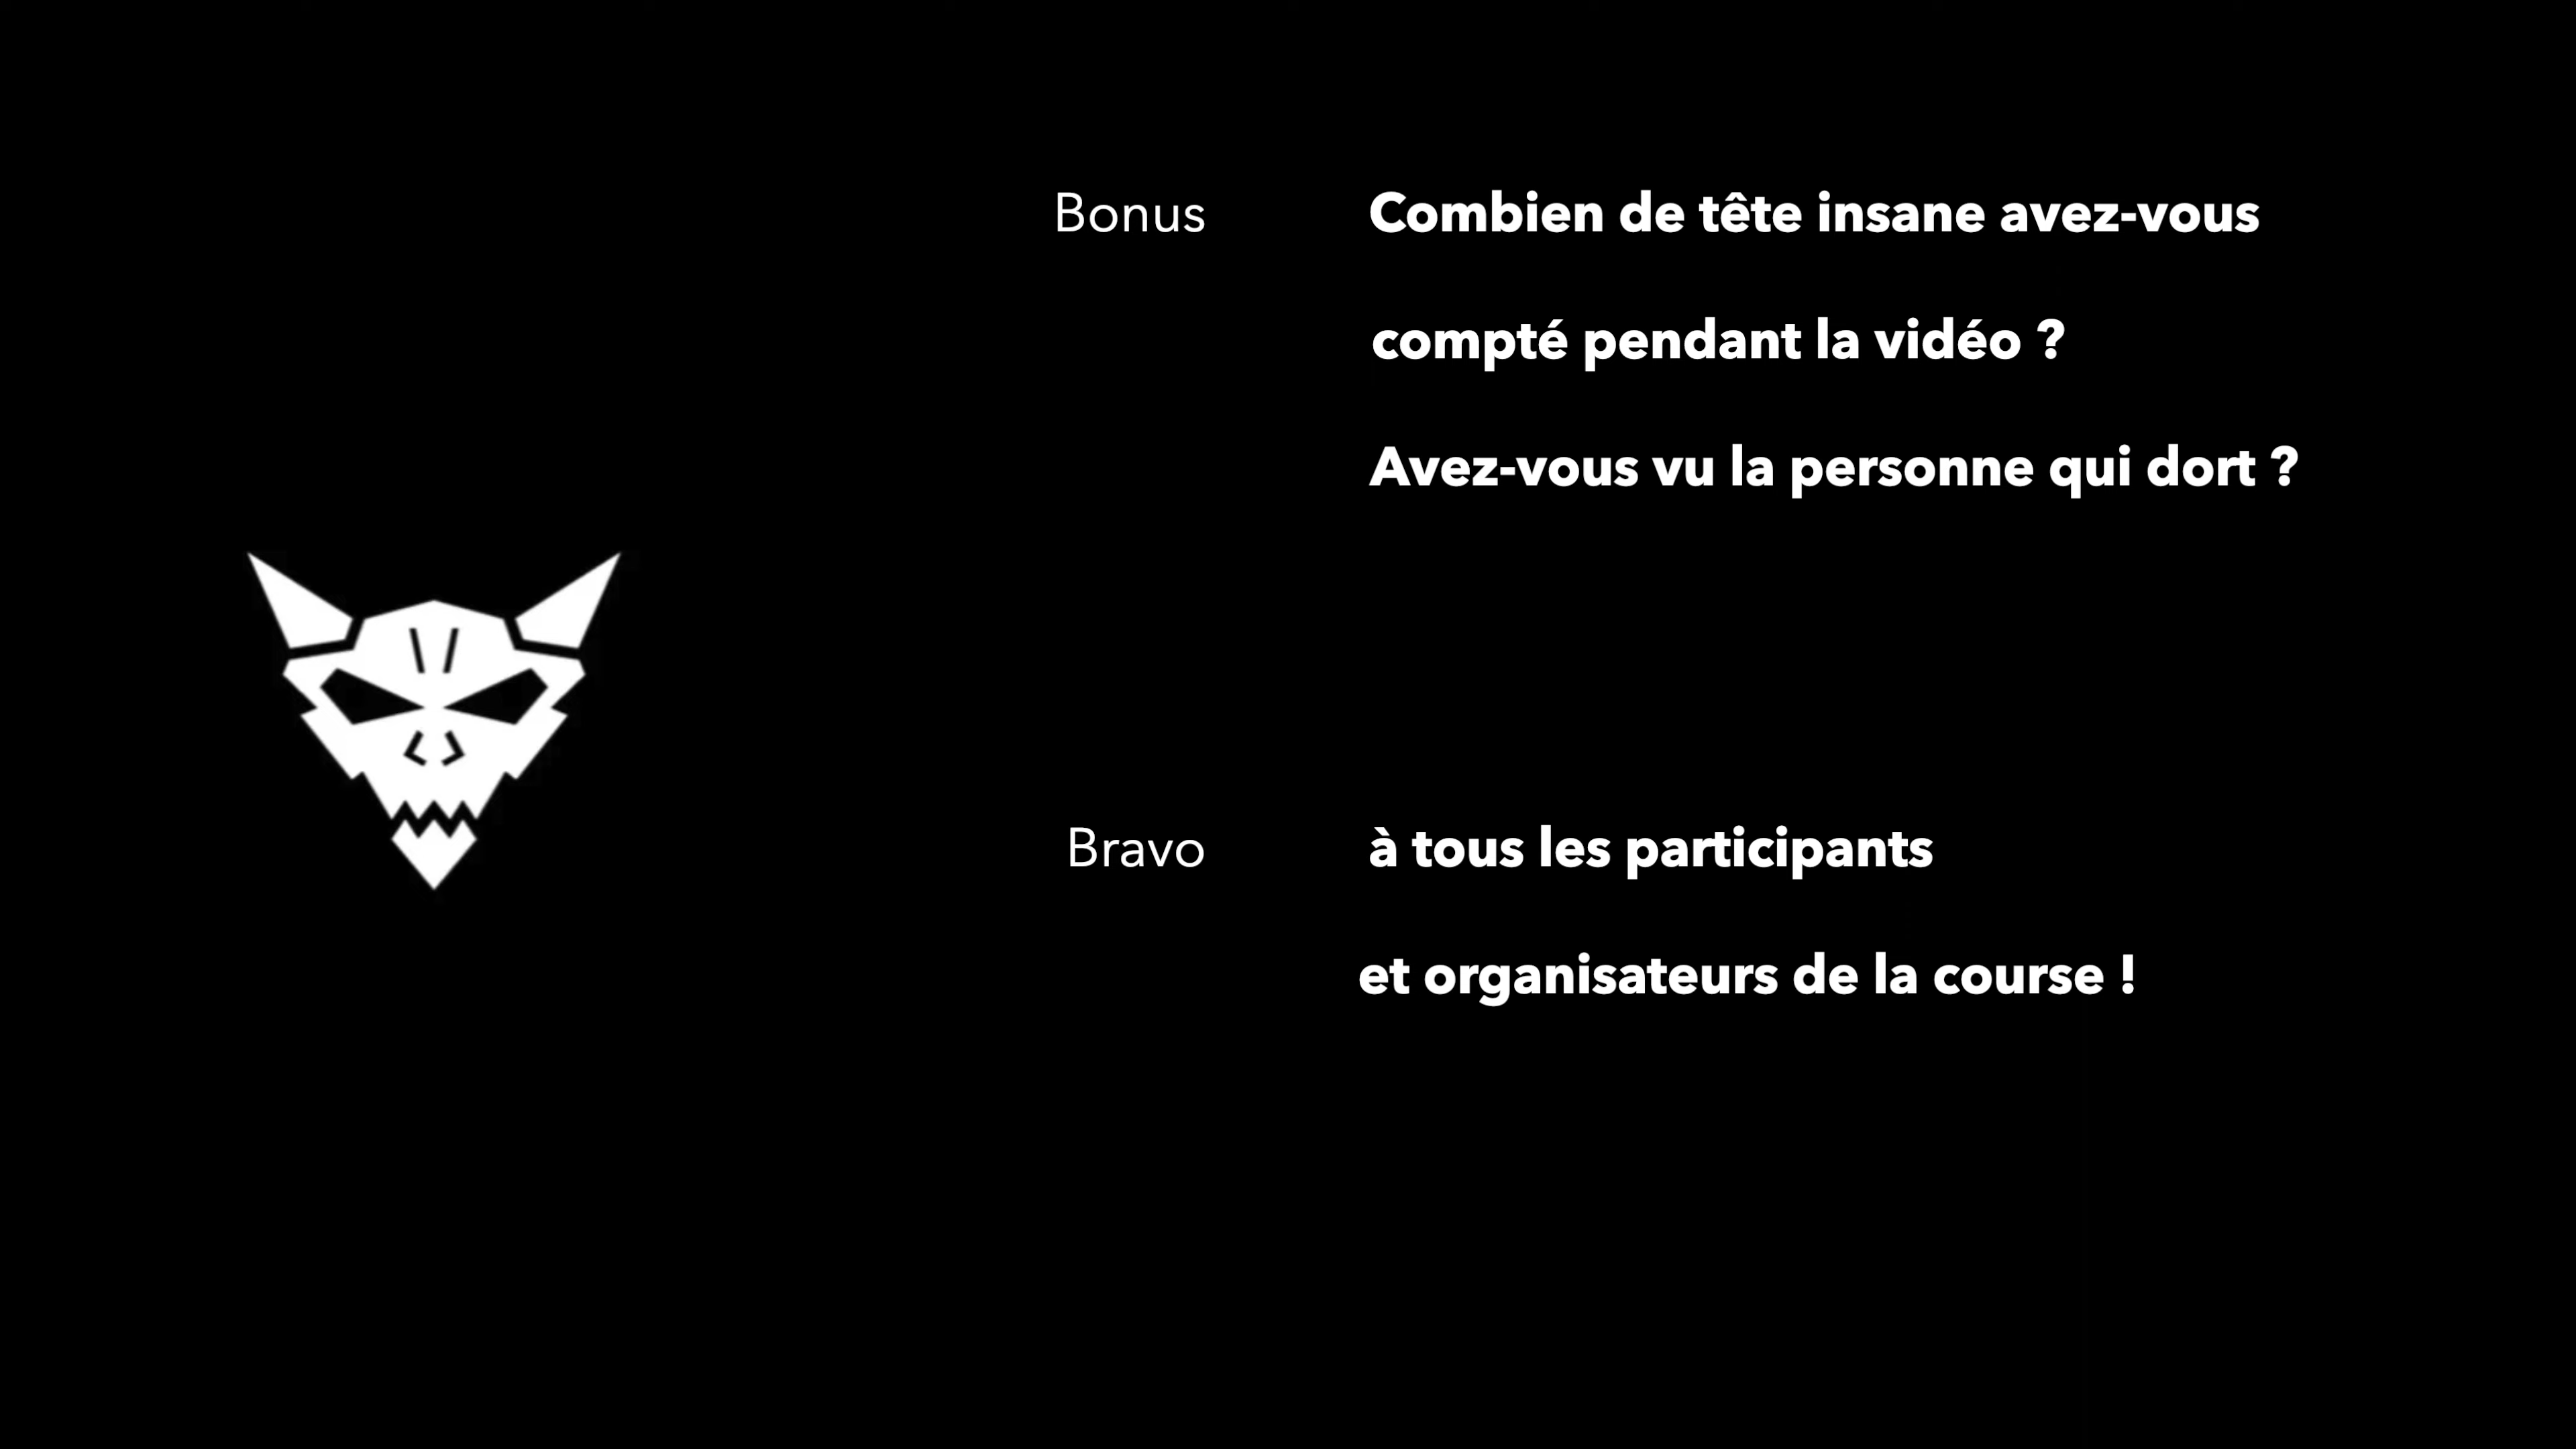 Bonus Combien de tête insane avez-vous
compté pendant la vidéo ?
Avez-vous vu la personne qui dort ?
Bravo à tous les participants
et organisateurs de la course !